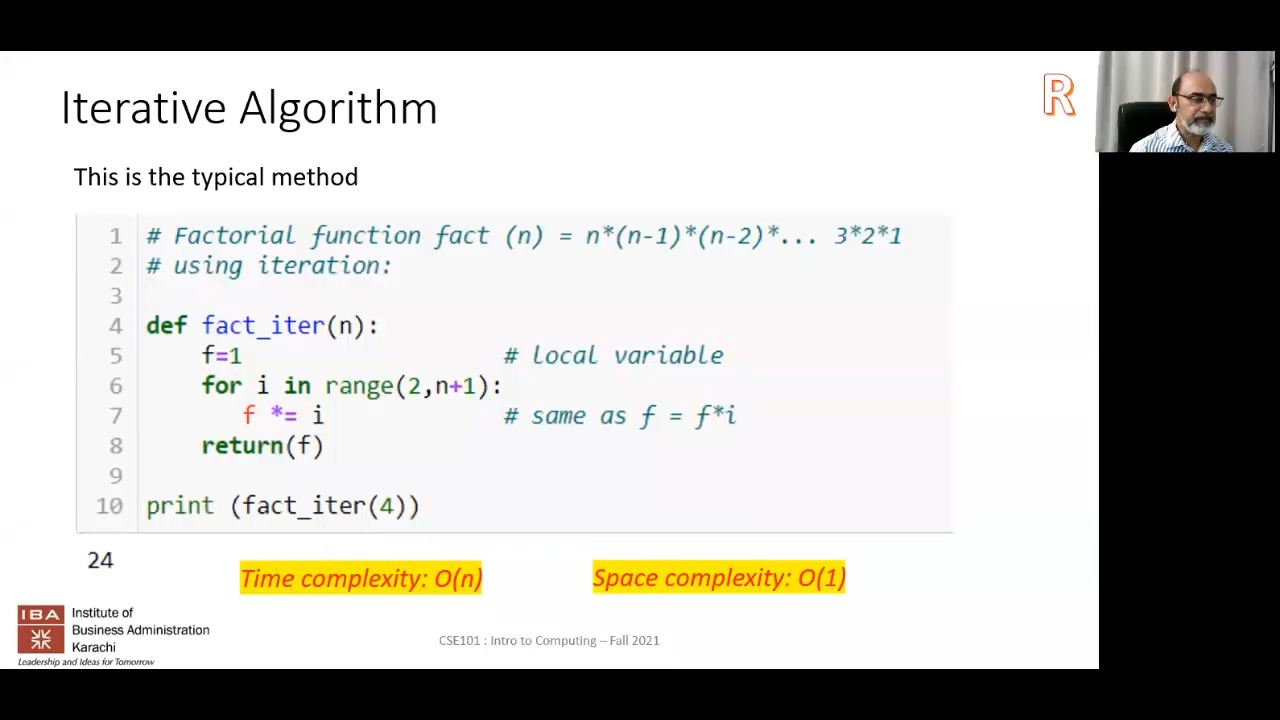 Iterative Algorithm
R
This is the typical method
1 # Factorial function fact (n) = n*(n-1)*(n-2)*... 3*2*1
2 # using iteration:
3
4 def fact_iter(n):
5 f=1 # local variable
6 for i in range(2,n+1):
7 f *= i # same as f = f*i
8 return(f)
9
10 print (fact_iter(4))
24
Time complexity: O(n) Space complexity: O(1)
IBA
Institute of
Business Administration
Karachi
Leadership and Ideas for Tomorrow
CSE101 : Intro to Computing – Fall 2021